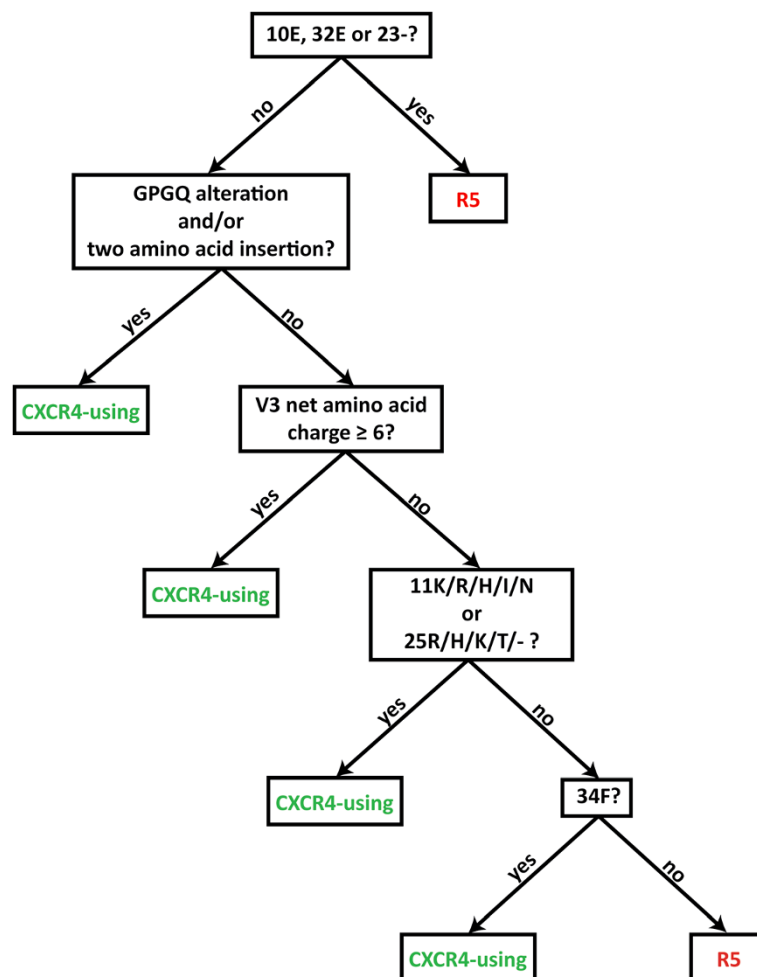 10E, 32E or 23-?
no
yes
GPGQ alteration
and/or
two amino acid insertion?
R5
yes
no
CXCR4-using
V3 net amino acid
charge ≥ 6?
yes
no
CXCR4-using
11K/R/H/I/N
or
25R/H/K/T/- ?
yes
no
CXCR4-using
34F?
yes
no
CXCR4-using
R5